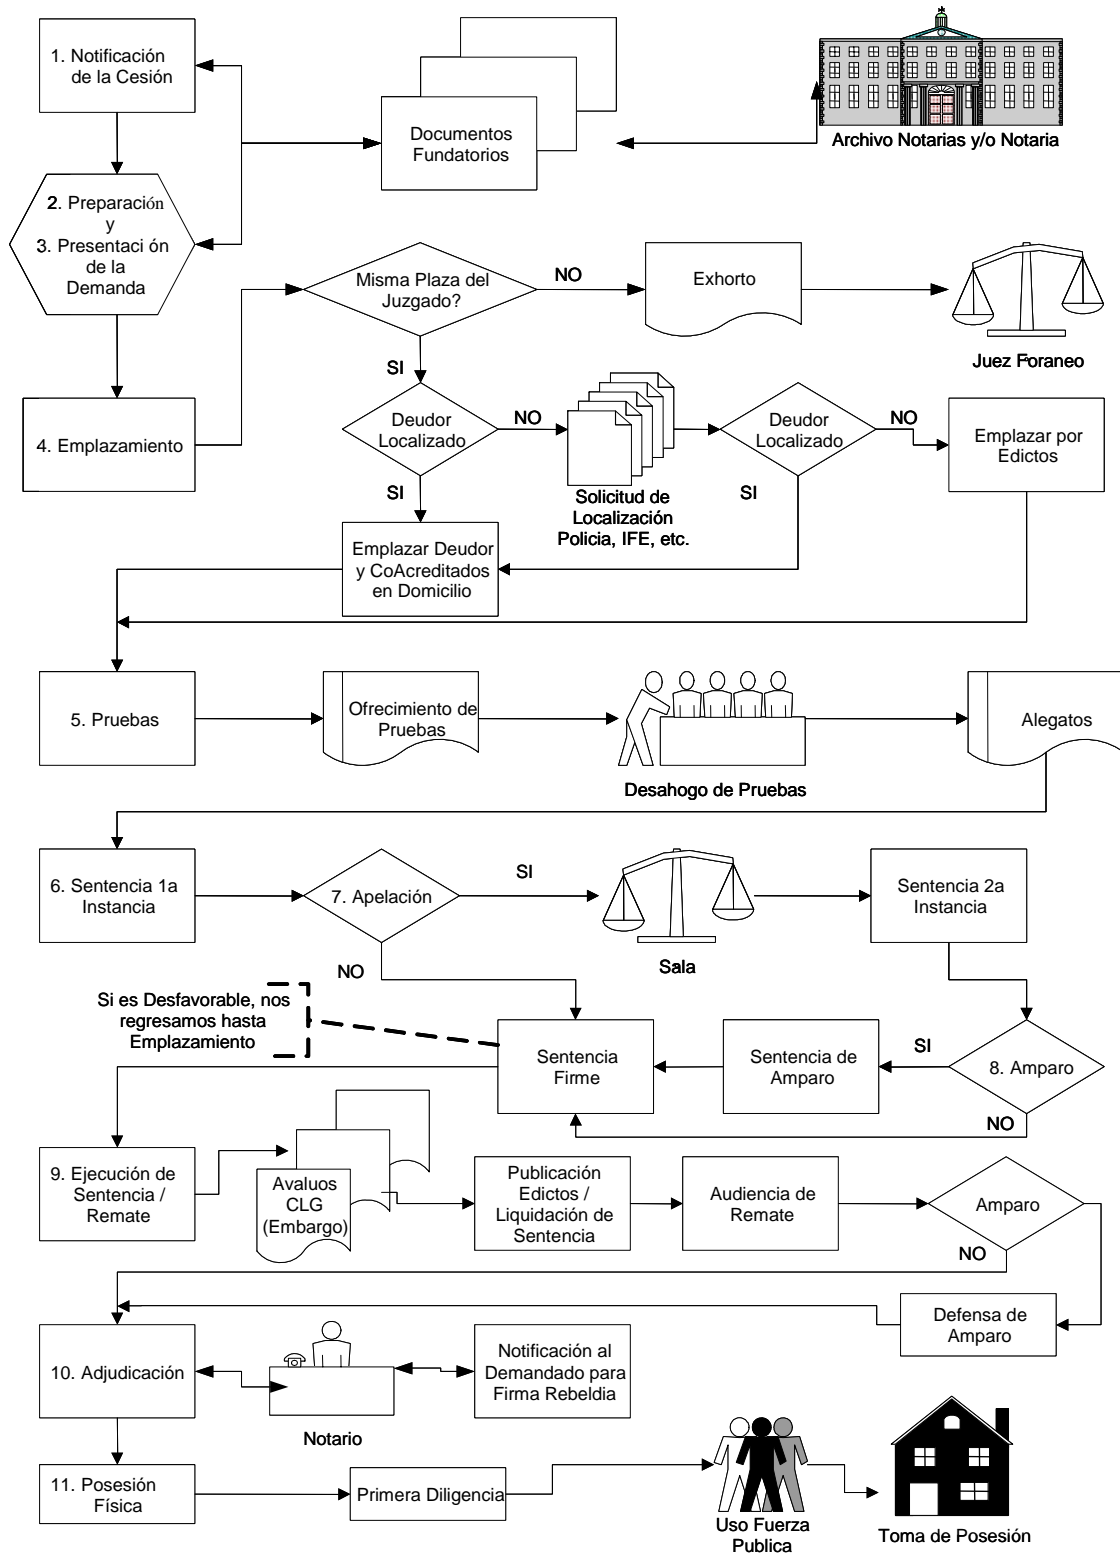 1. Notificación
de la Cesión
Documentos
Fundatorios
Archivo Notarias y/o Notaria
2. Preparación
y
3. Presentaci ón
de la
Demanda
Misma Plaza del
Juzgado?
NO
Exhorto
Juez Foraneo
SI
4. Emplazamiento
Deudor
Localizado
NO
Solicitud de
Localización
Policia, IFE, etc.
Deudor
Localizado
NO
Emplazar por
Edictos
SI
SI
Emplazar Deudor
y CoAcreditados
en Domicilio
5. Pruebas
Ofrecimiento de
Pruebas
Desahogo de Pruebas
Alegatos
6. Sentencia 1a
Instancia
7. Apelación
SI
Sala
Sentencia 2a
Instancia
NO
Si es Desfavorable, nos
regresamos hasta
Emplazamiento
Sentencia
Firme
Sentencia de
Amparo
SI
8. Amparo
NO
9. Ejecución de
Sentencia /
Remate
Avaluos
CLG
(Embargo)
Publicación
Edictos /
Liquidación de
Sentencia
Audiencia de
Remate
Amparo
NO
Defensa de
Amparo
10. Adjudicación
Notario
Notificación al
Demandado para
Firma Rebeldia
11. Posesión
Física
Primera Diligencia
Uso Fuerza
Publica
Toma de Posesión